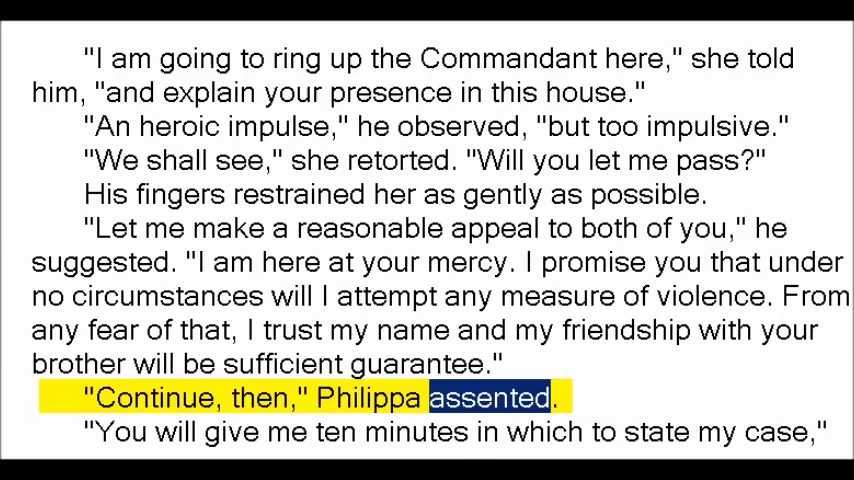 "I am going to ring up the Commandant here," she told
him, "and explain your presence in this house."
"An heroic impulse," he observed, "but too impulsive."
"We shall see," she retorted. "Will you let me pass?"
His fingers restrained her as gently as possible.
"Let me make a reasonable appeal to both of you," he
suggested. "I am here at your mercy. I promise you that under
no circumstances will I attempt any measure of violence. From
any fear of that, I trust my name and my friendship with your
brother will be sufficient guarantee."
"Continue, then," Philippa assented.
"You will give me ten minutes in which to state my case,"